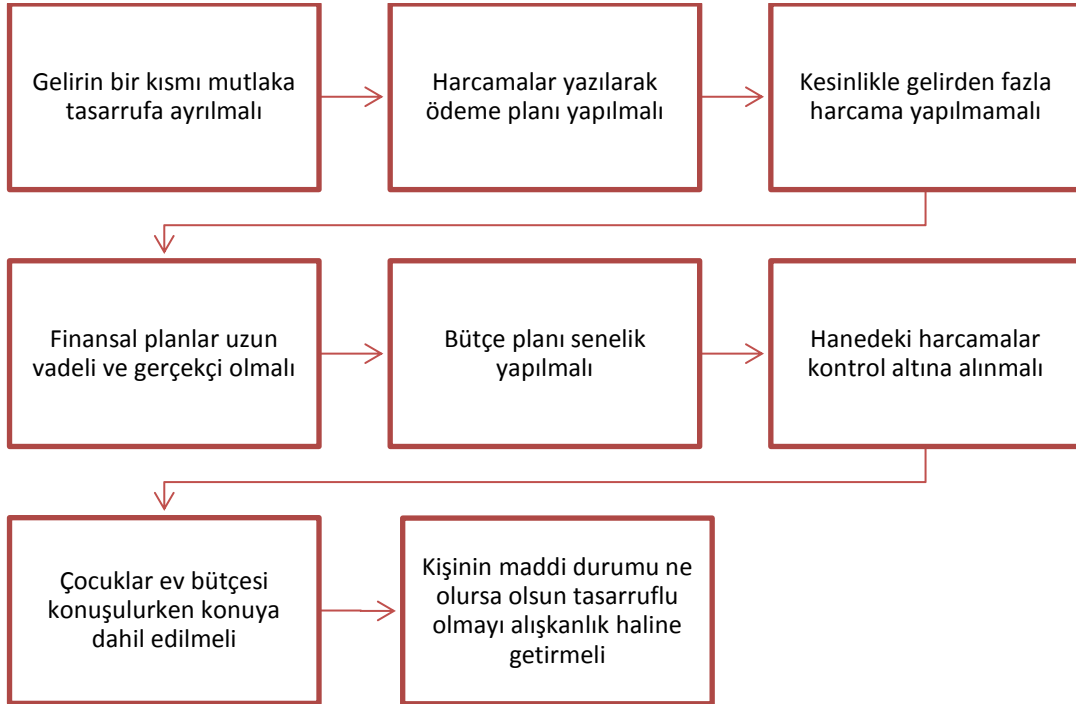 Gelirin bir kısmı mutlaka
tasarrufa ayrılmalı
Harcamalar yazılarak
ödeme planı yapılmalı
Kesinlikle gelirden fazla
harcama yapılmamalı
Finansal planlar uzun
vadeli ve gerçekçi olmalı
Bütçe planı senelik
yapılmalı
Hanedeki harcamalar
kontrol altına alınmalı
Çocuklar ev bütçesi
konuşulurken konuya
dahil edilmeli
Kişinin maddi durumu ne
olursa olsun tasarruflu
olmayı alışkanlık haline
getirmeli